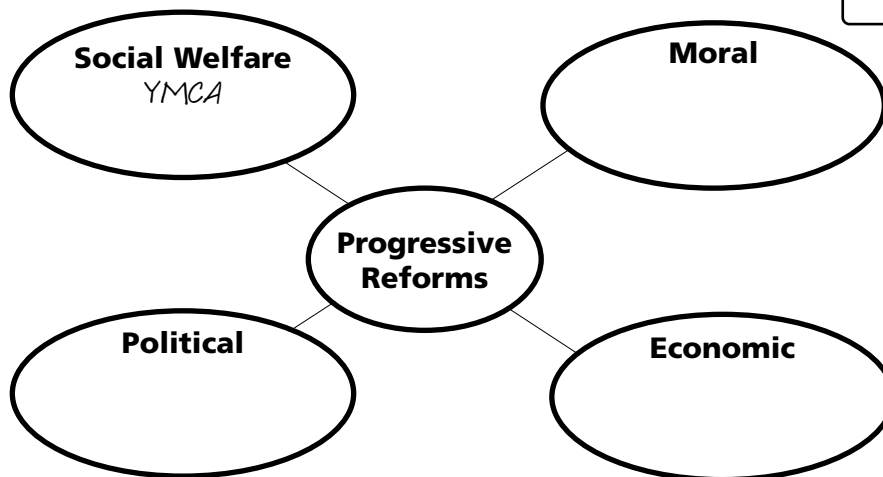 Social Welfare
YMCA
Moral
Progressive
Reforms
Political
Economic